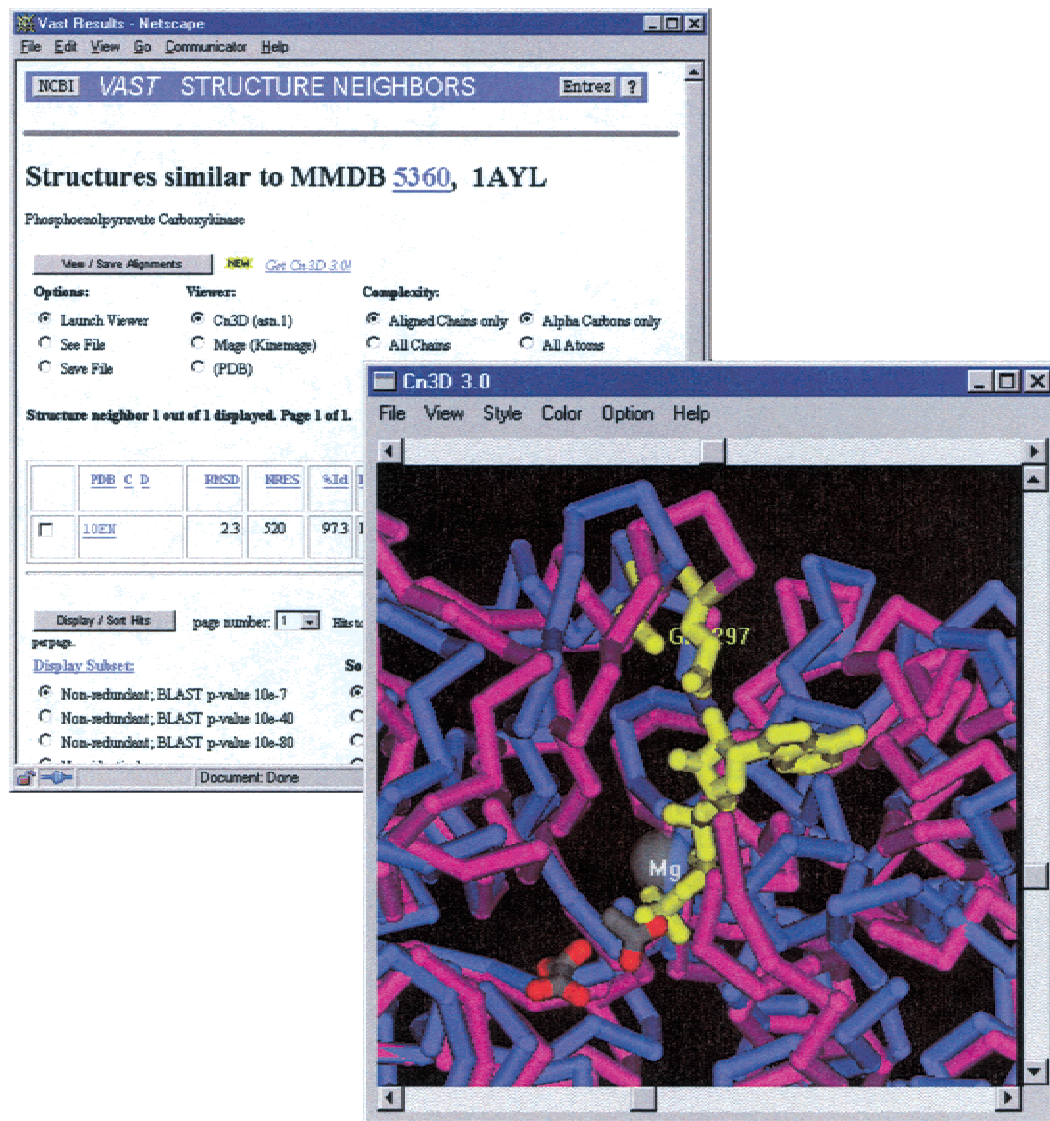 Vast Results - Netscape
File Edit View Go Communicator Help
NCBI VAST STRUCTURE NEIGHBORS Entrez ?
Structures similar to MMDB 5360, 1AYL
Phosphoenolpyruvate Carboxykinase
View / Save Alignments NEW Get Cn3D 3.0!
Options: Viewer: Complexity:
Launch Viewer Cn3D (asn.1) Aligned Chains only Alpha Carbons only
See File Mage (Kinemage) All Chains All Atoms
Save File (PDB)
Structure neighbor 1 out of 1 displayed. Page 1 of 1.
PDB C D RMSD NRES %Id
1OEN 2.3 520 97.3
Display / Sort Hits page number: 1 Hits
per page.
Display Subset: So
Non-redundant; BLAST p-value 10e-7
Non-redundant; BLAST p-value 10e-40
Non-redundant; BLAST p-value 10e-80
Document: Done
Cn3D 3.0
File View Style Color Option Help
297
Mg